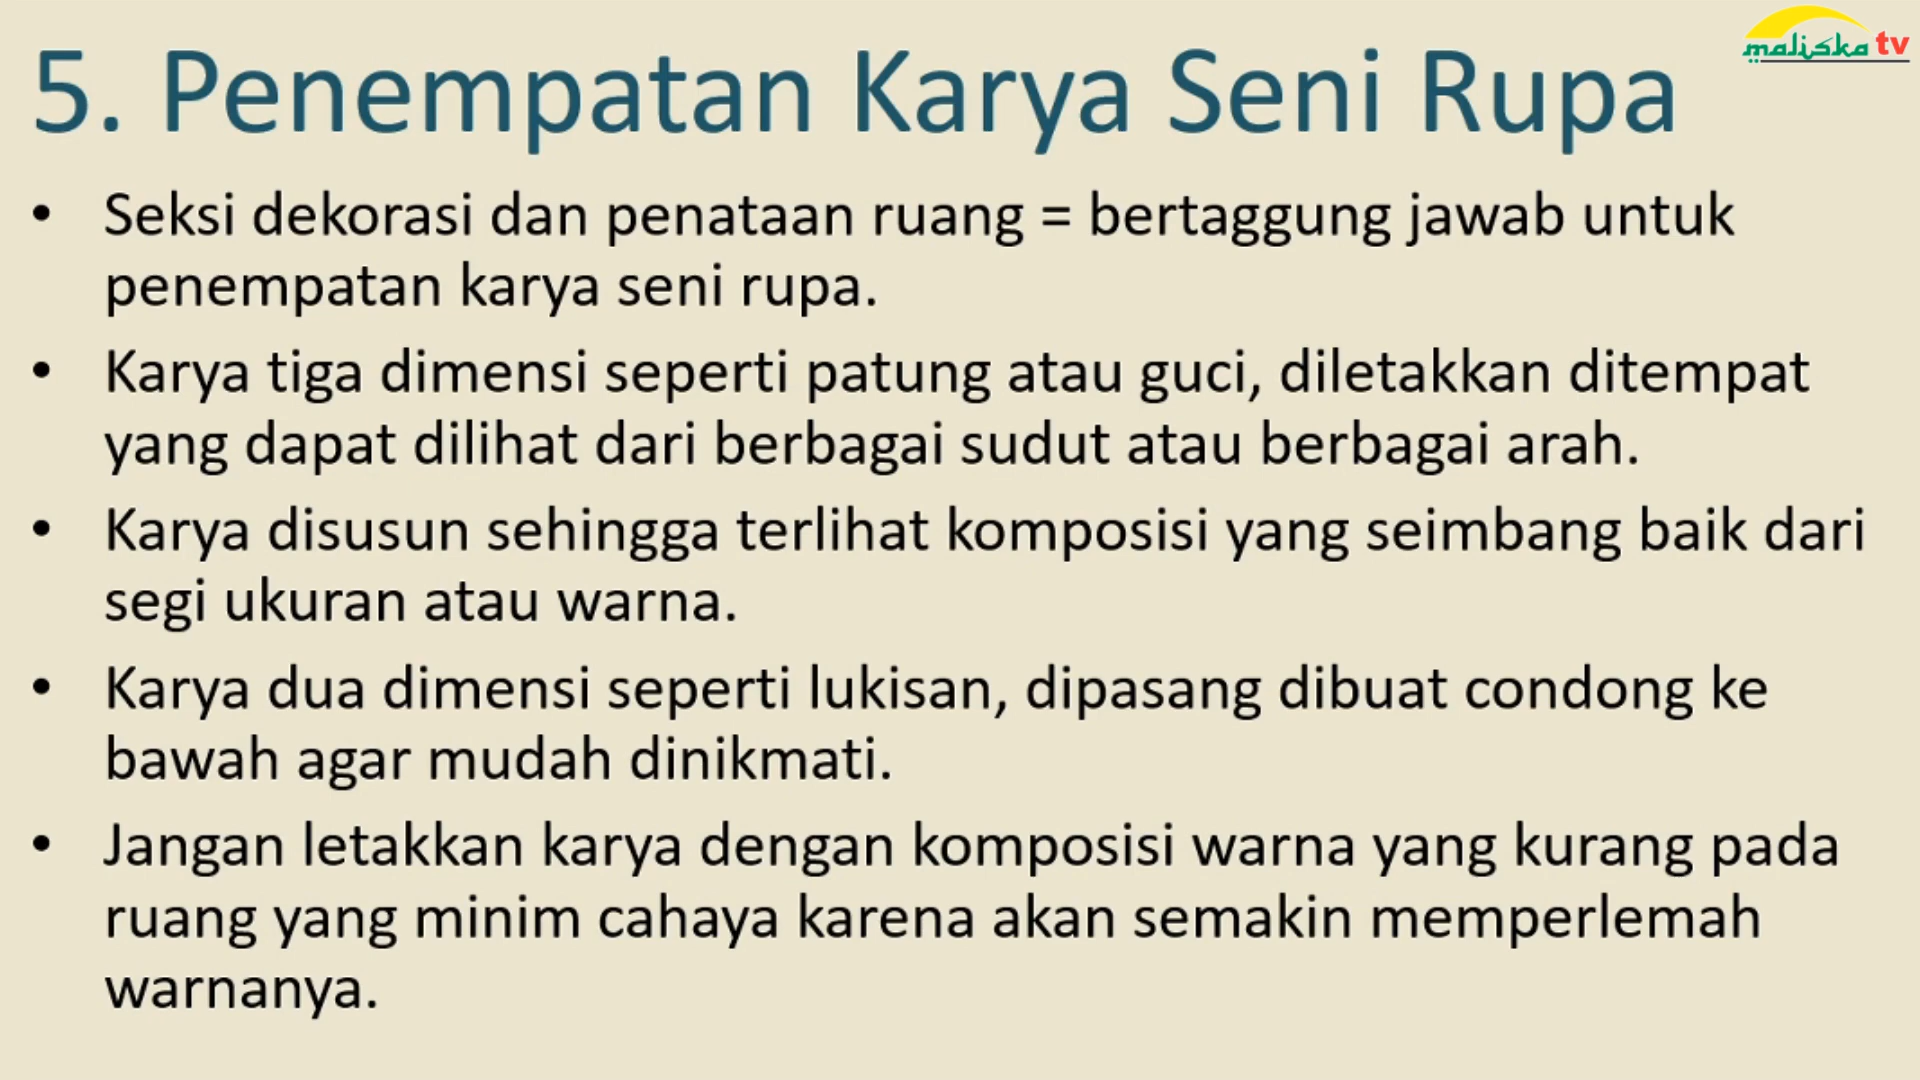 maliska tv
5. Penempatan Karya Seni Rupa
• Seksi dekorasi dan penataan ruang = bertaggung jawab untuk
penempatan karya seni rupa.
• Karya tiga dimensi seperti patung atau guci, diletakkan ditempat
yang dapat dilihat dari berbagai sudut atau berbagai arah.
• Karya disusun sehingga terlihat komposisi yang seimbang baik dari
segi ukuran atau warna.
• Karya dua dimensi seperti lukisan, dipasang dibuat condong ke
bawah agar mudah dinikmati.
• Jangan letakkan karya dengan komposisi warna yang kurang pada
ruang yang minim cahaya karena akan semakin memperlemah
warnanya.